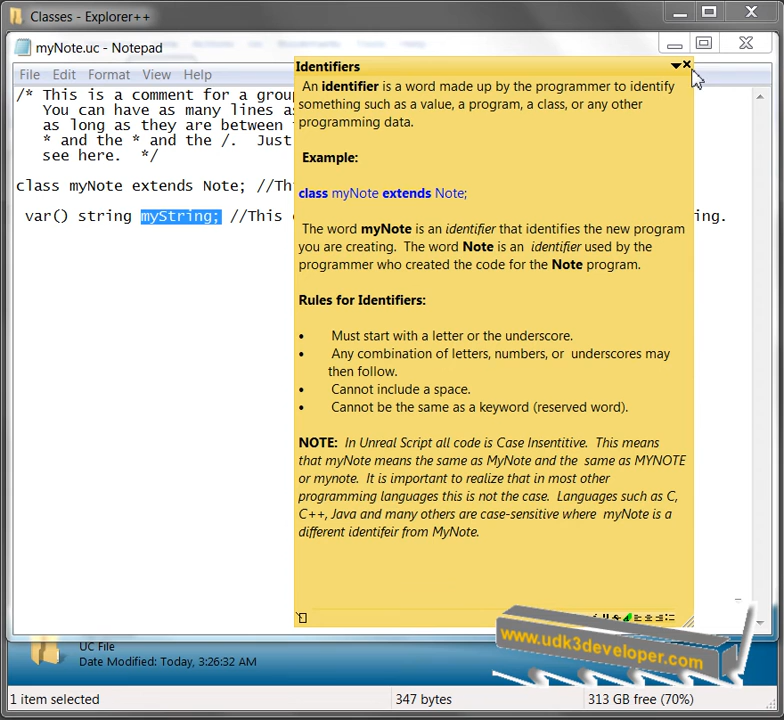 Classes - Explorer++
myNote.uc - Notepad
File Edit Format View Help
/* This is a comment for a grou
You can have as many lines as
as long as they are between t
* and the * and the /. Just
see here. */
class myNote extends Note; //Th
var() string myString; //This ng.
Identifiers
An identifier is a word made up by the programmer to identify
something such as a value, a program, a class, or any other
programming data.
Example:
class myNote extends Note;
The word myNote is an identifier that identifies the new program
you are creating. The word Note is an identifier used by the
programmer who created the code for the Note program.
Rules for Identifiers:
• Must start with a letter or the underscore.
• Any combination of letters, numbers, or underscores may
then follow.
• Cannot include a space.
• Cannot be the same as a keyword (reserved word).
NOTE: In Unreal Script all code is Case Insentitive. This means
that myNote means the same as MyNote and the same as MYNOTE
or mynote. It is important to realize that in most other
programming languages this is not the case. Languages such as C,
C++, Java and many others are case-sensitive where myNote is a
different identifeir from MyNote.
www.udk3developer.com
UC File
Date Modified: Today, 3:26:32 AM
1 item selected 347 bytes 313 GB free (70%)